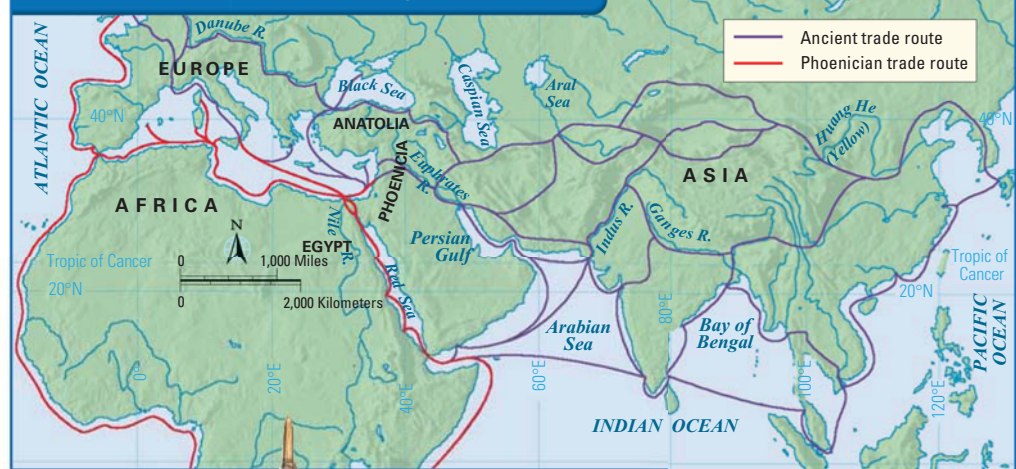 Ancient trade route
Phoenician trade route
ATLANTIC OCEAN
EUROPE
Danube R.
Black Sea
Caspian Sea
Aral
Sea
Huang He
(Yellow)
40°N
40°N
ANATOLIA
PHOENICIA
Euphrates
R.
ASIA
AFRICA
N
Nile R.
EGYPT
Persian
Gulf
Indus R.
Ganges R.
Tropic of Cancer
0 1,000 Miles
0 2,000 Kilometers
20°N
Red Sea
Arabian
Sea
Bay of
Bengal
Tropic of
Cancer
20°N
PACIFIC
OCEAN
0°
20°E
40°E
60°E
80°E
100°E
120°E
INDIAN OCEAN